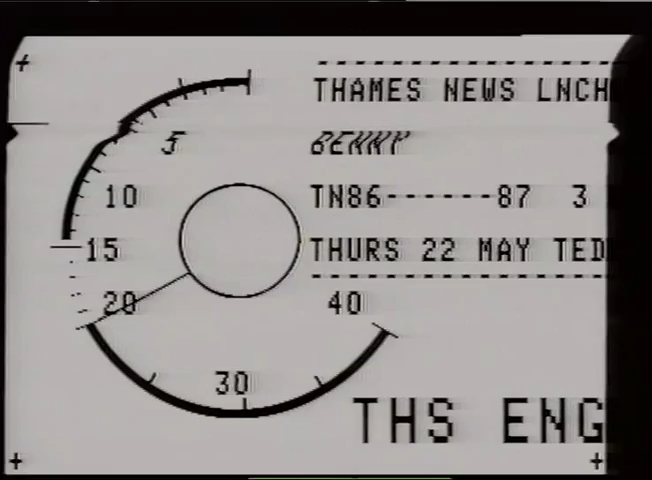 THAMES NEWS LNCH
BENNY
TN86------87 3
THURS 22 MAY TED
5
10
15
20
30
40
THS ENG